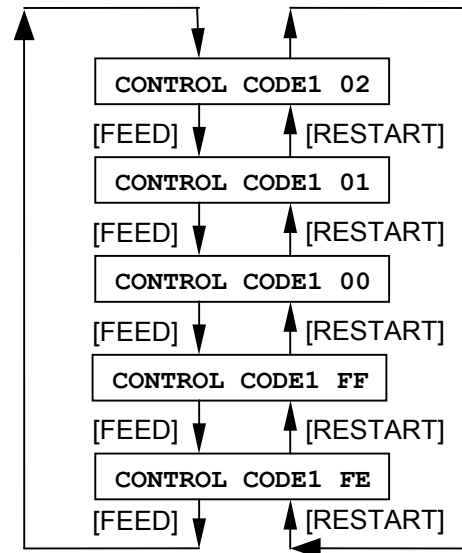 CONTROL CODE1 02
[FEED] [RESTART]
CONTROL CODE1 01
[FEED] [RESTART]
CONTROL CODE1 00
[FEED] [RESTART]
CONTROL CODE1 FF
[FEED] [RESTART]
CONTROL CODE1 FE
[FEED] [RESTART]